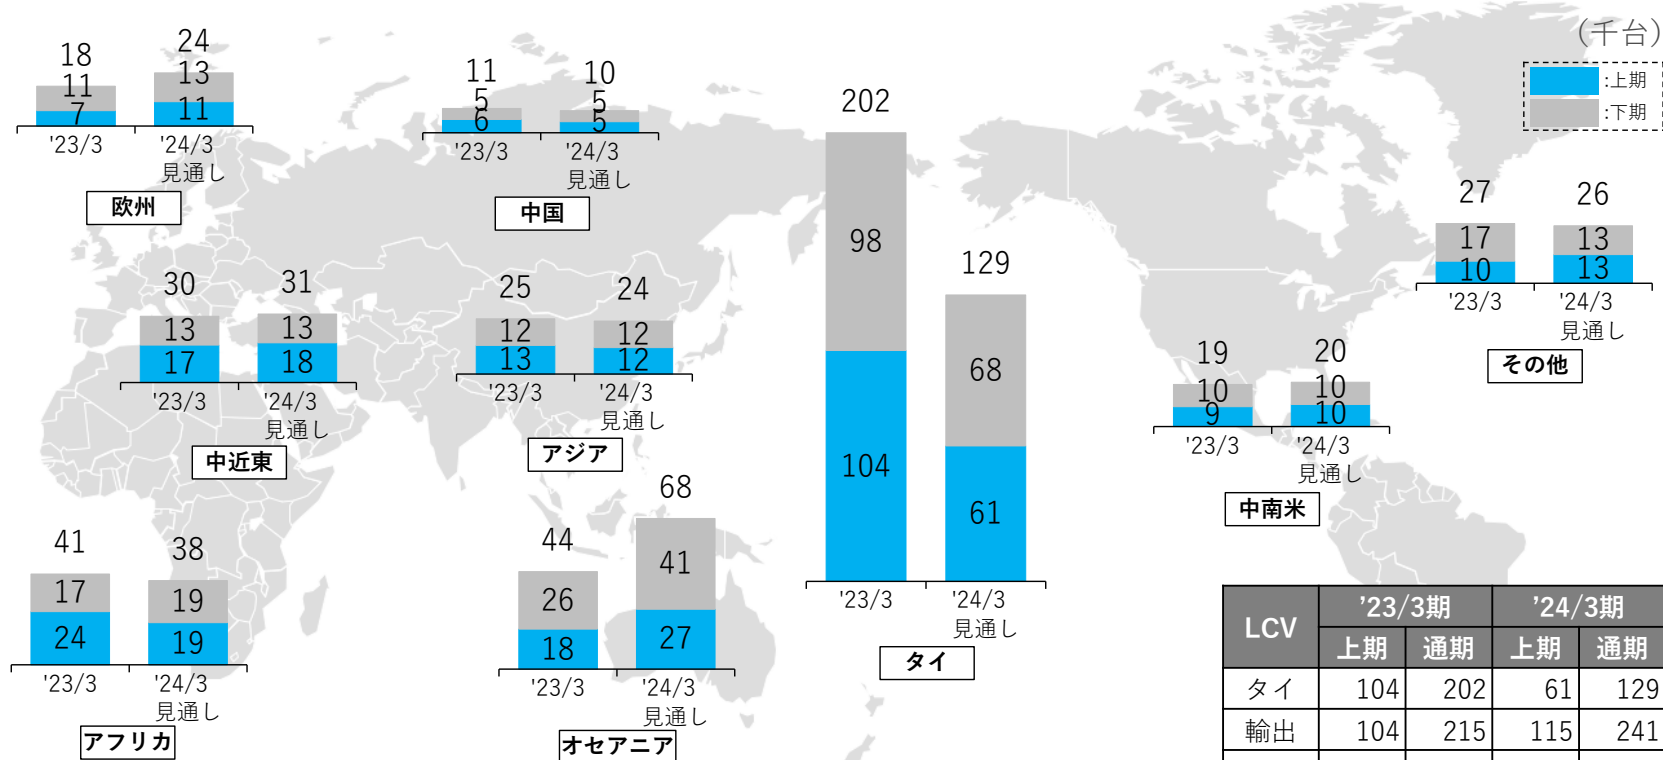 (千台)
:上期
:下期
18
11
7
'23/3
24
13
11
'24/3
見通し
欧州
11
5
6
'23/3
10
5
5
'24/3
見通し
中国
30
13
17
'23/3
31
13
18
'24/3
見通し
中近東
25
12
13
'23/3
24
12
12
'24/3
見通し
アジア
41
17
24
'23/3
38
19
19
'24/3
見通し
アフリカ
44
26
18
'23/3
68
41
27
'24/3
見通し
オセアニア
202
98
104
'23/3
129
68
61
'24/3
見通し
タイ
27
17
10
'23/3
26
13
13
'24/3
見通し
その他
19
10
9
'23/3
20
10
10
'24/3
見通し
中南米
LCV ’23/3期 ’24/3期
上期 通期 上期 通期
タイ 104 202 61 129
輸出 104 215 115 241